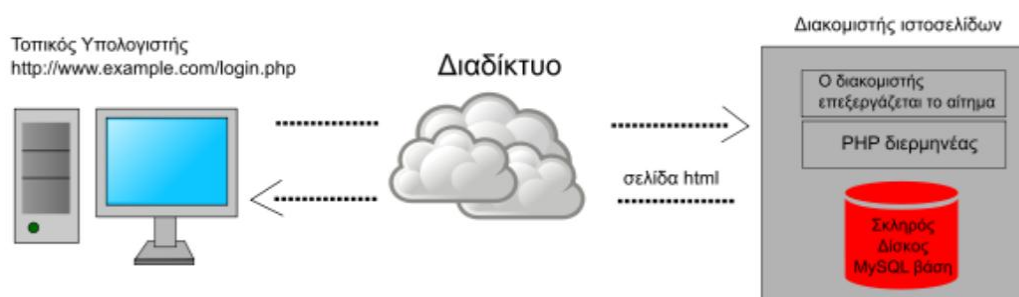 Τοπικός Υπολογιστής
http://www.example.com/login.php
Διαδίκτυο
σελίδα html
Διακομιστής ιστοσελίδων
Ο διακομιστής
επεξεργάζεται το αίτημα
PHP διερμηνέας
Σκληρός
Δίσκος
MySQL βάση